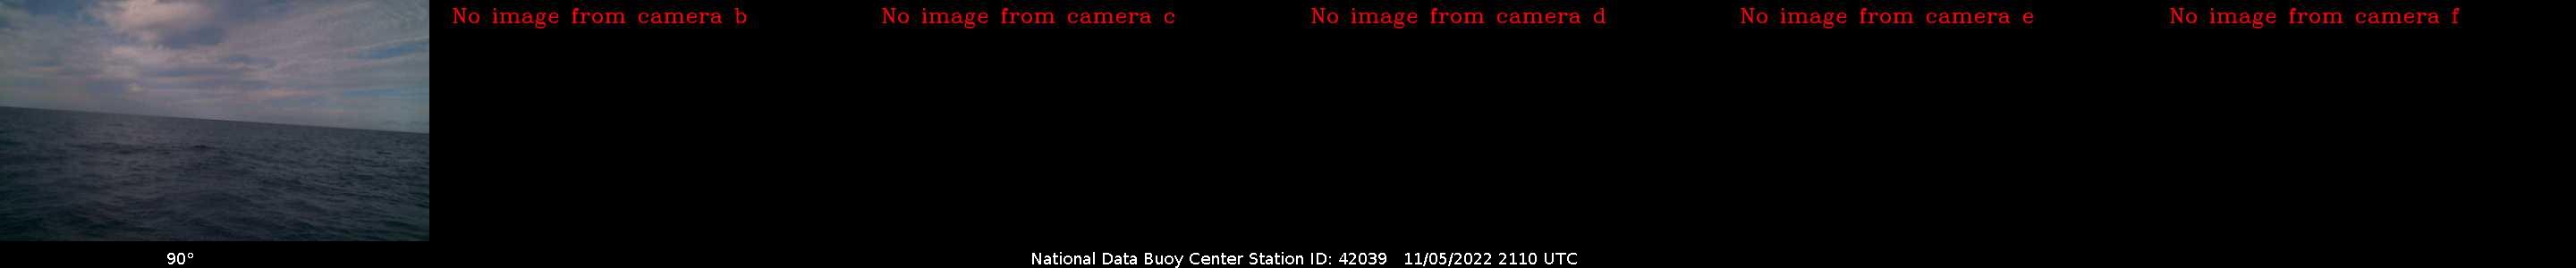 No image from camera b
No image from camera c
No image from camera d
No image from camera e
No image from camera f
90°
National Data Buoy Center Station ID: 42039 11/05/2022 2110 UTC